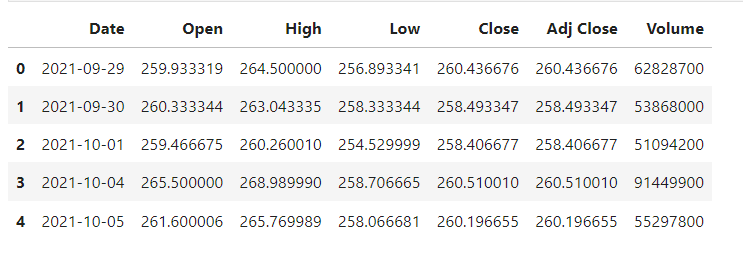 Date Open High Low Close Adj Close Volume
0 2021-09-29 259.933319 264.500000 256.893341 260.436676 260.436676 62828700
1 2021-09-30 260.333344 263.043335 258.333344 258.493347 258.493347 53868000
2 2021-10-01 259.466675 260.260010 254.529999 258.406677 258.406677 51094200
3 2021-10-04 265.500000 268.989990 258.706665 260.510010 260.510010 91449900
4 2021-10-05 261.600006 265.769989 258.066681 260.196655 260.196655 55297800